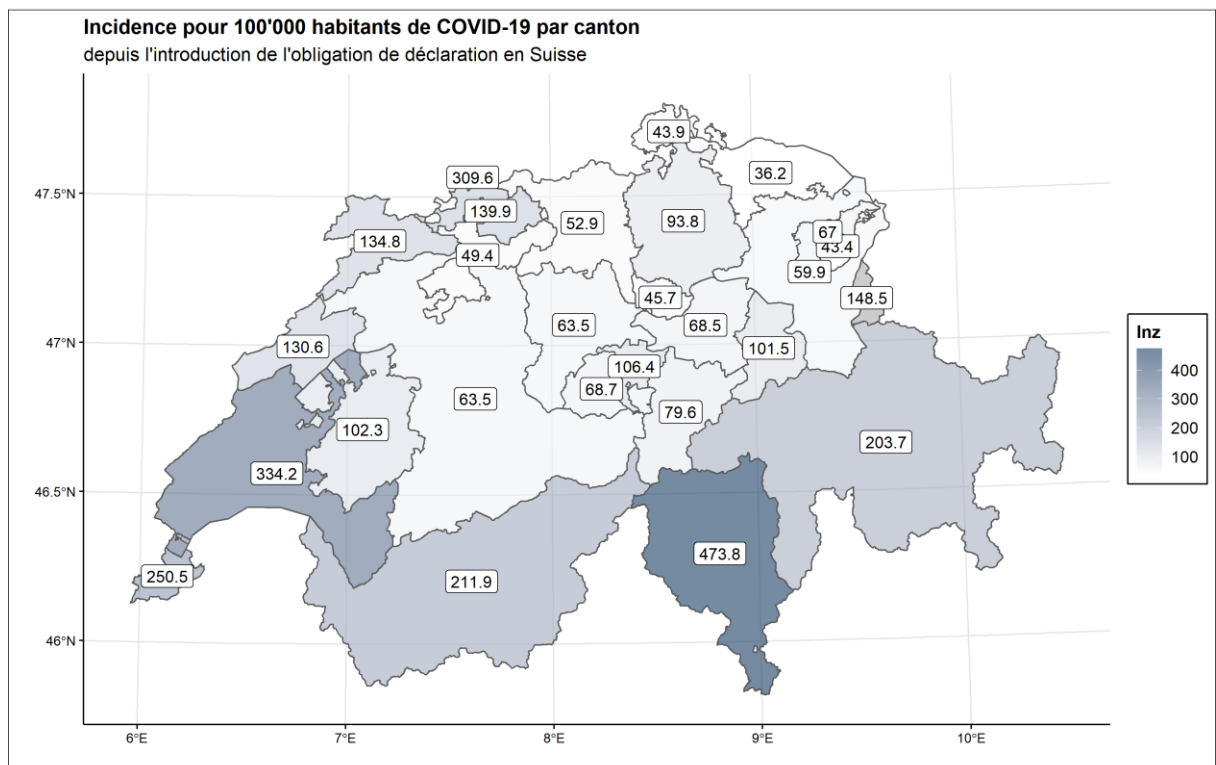 Incidence pour 100'000 habitants de COVID-19 par canton
depuis l'introduction de l'obligation de déclaration en Suisse
43.9
309.6
36.2
139.9
52.9
93.8
67
134.8
43.4
49.4
59.9
45.7
148.5
63.5
68.5
130.6
101.5
106.4
68.7
63.5
79.6
102.3
203.7
334.2
473.8
250.5
211.9
47.5°N
47°N
46.5°N
46°N
6°E
7°E
8°E
9°E
10°E
Inz
400
300
200
100